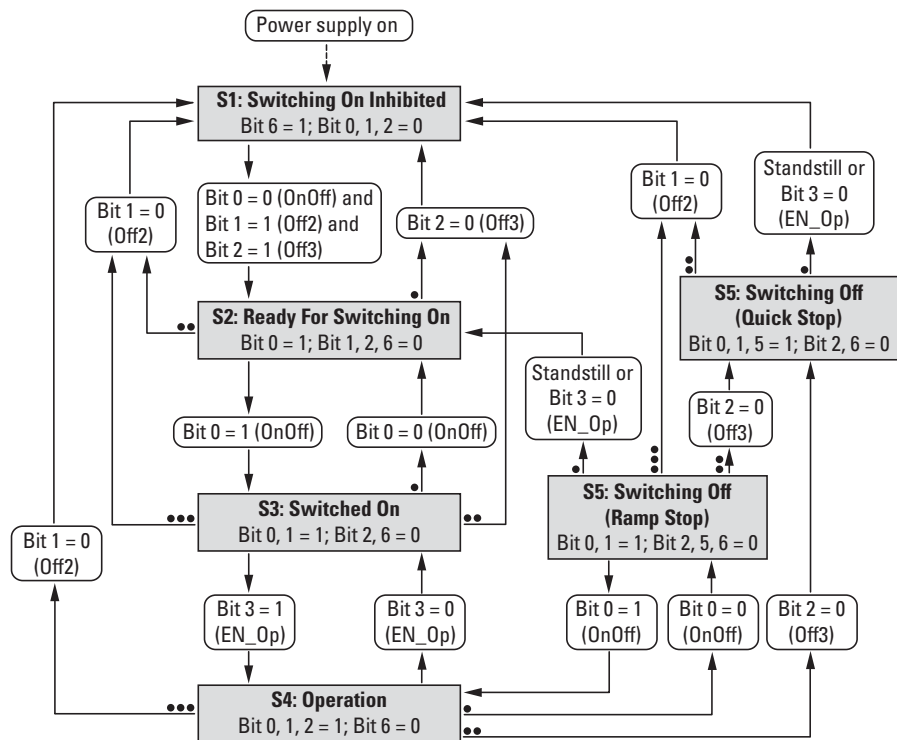 Power supply on
S1: Switching On Inhibited
Bit 6 = 1; Bit 0, 1, 2 = 0
Bit 1 = 0
(Off2)
Bit 0 = 0 (OnOff) and
Bit 1 = 1 (Off2) and
Bit 2 = 1 (Off3)
Bit 2 = 0 (Off3)
Bit 1 = 0
(Off2)
Standstill or
Bit 3 = 0
(EN_Op)
S2: Ready For Switching On
Bit 0 = 1; Bit 1, 2, 6 = 0
S5: Switching Off
(Quick Stop)
Bit 0, 1, 5 = 1; Bit 2, 6 = 0
Bit 0 = 1 (OnOff)
Bit 0 = 0 (OnOff)
Standstill or
Bit 3 = 0
(EN_Op)
Bit 2 = 0
(Off3)
S3: Switched On
Bit 0, 1 = 1; Bit 2, 6 = 0
S5: Switching Off
(Ramp Stop)
Bit 0, 1 = 1; Bit 2, 5, 6 = 0
Bit 1 = 0
(Off2)
Bit 3 = 1
(EN_Op)
Bit 3 = 0
(EN_Op)
Bit 0 = 1
(OnOff)
Bit 0 = 0
(OnOff)
Bit 2 = 0
(Off3)
S4: Operation
Bit 0, 1, 2 = 1; Bit 6 = 0